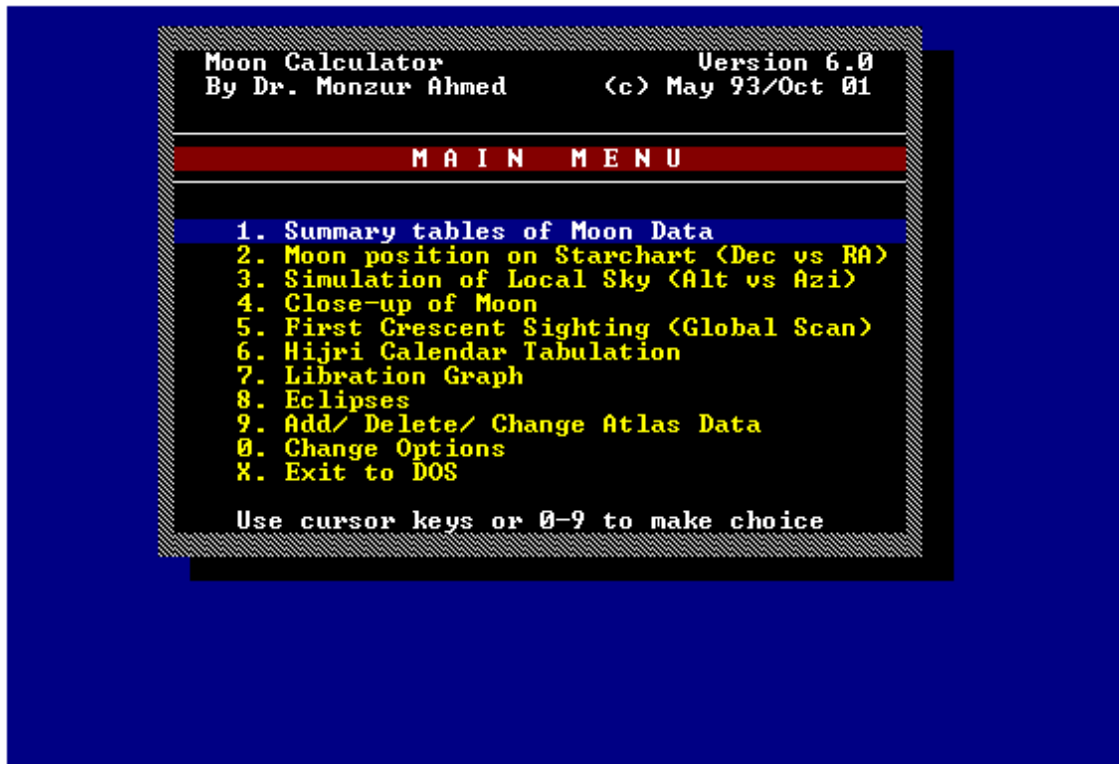 Moon Calculator Version 6.0
By Dr. Monzur Ahmed (c) May 93/Oct 01
M A I N M E N U
1. Summary tables of Moon Data
2. Moon position on Starchart (Dec vs RA)
3. Simulation of Local Sky (Alt vs Azi)
4. Close-up of Moon
5. First Crescent Sighting (Global Scan)
6. Hijri Calendar Tabulation
7. Libration Graph
8. Eclipses
9. Add/ Delete/ Change Atlas Data
0. Change Options
X. Exit to DOS
Use cursor keys or 0-9 to make choice